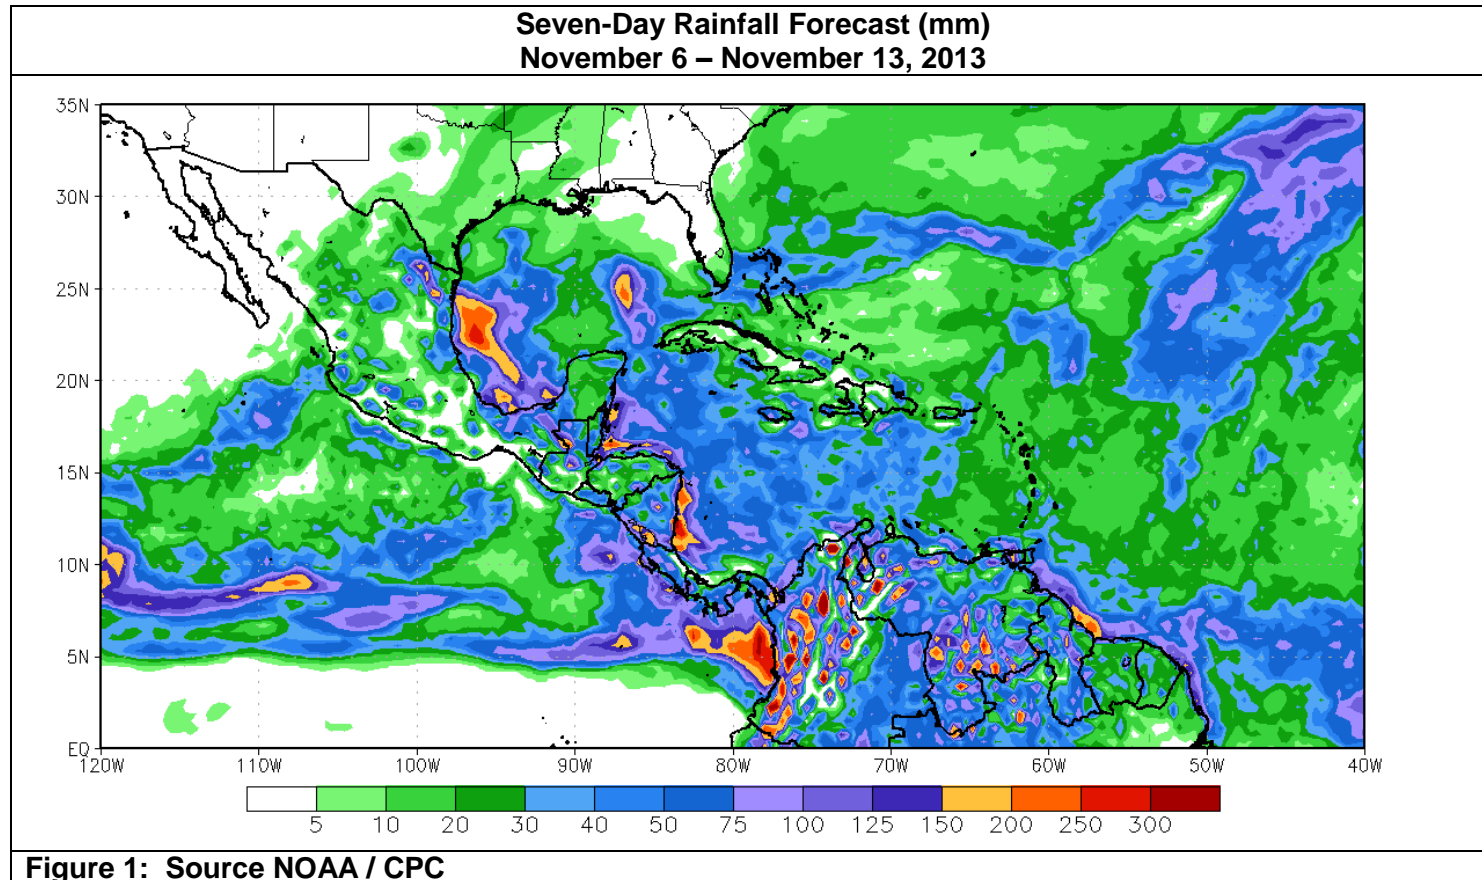 Seven-Day Rainfall Forecast (mm)
November 6 – November 13, 2013
35N
30N
25N
20N
15N
10N
5N
EQ
120W 110W 100W 90W 80W 70W 60W 50W 40W
5 10 20 30 40 50 75 100 125 150 200 250 300
Figure 1: Source NOAA / CPC